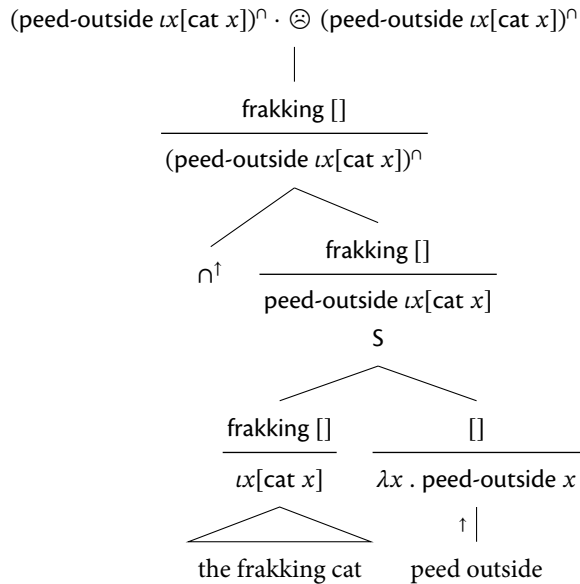 (peed-outside ιx[cat x])∩ · ☹ (peed-outside ιx[cat x])∩
frakking []
(peed-outside ιx[cat x])∩
∩↑
frakking []
peed-outside ιx[cat x]
S
frakking []
[]
ιx[cat x]
λx . peed-outside x
↑
the frakking cat
peed outside